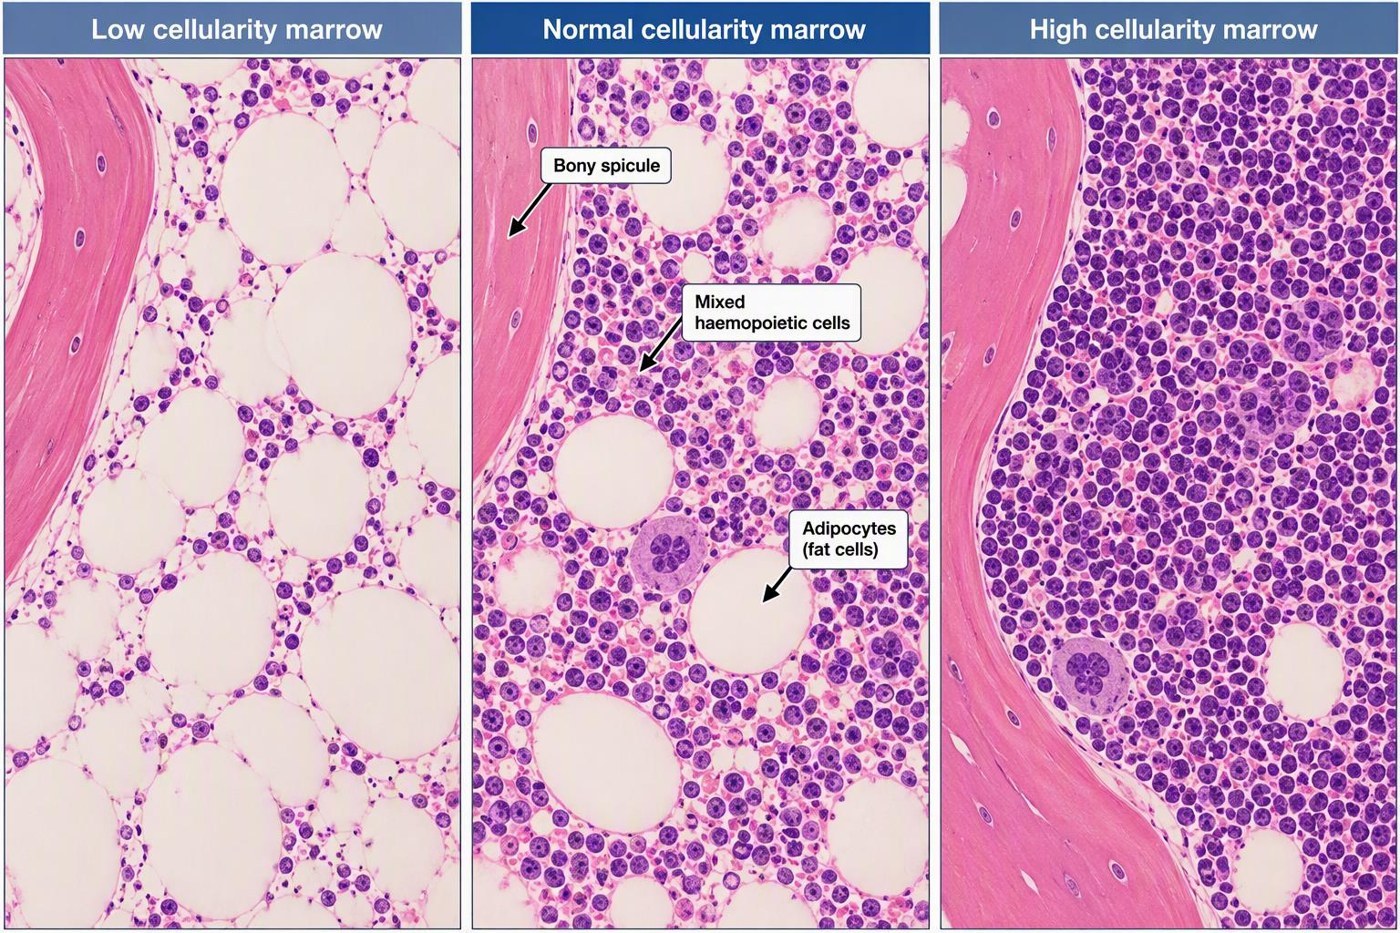 Low cellularity marrow
Normal cellularity marrow
High cellularity marrow
Bony spicule
Mixed
haemopoietic cells
Adipocytes
(fat cells)